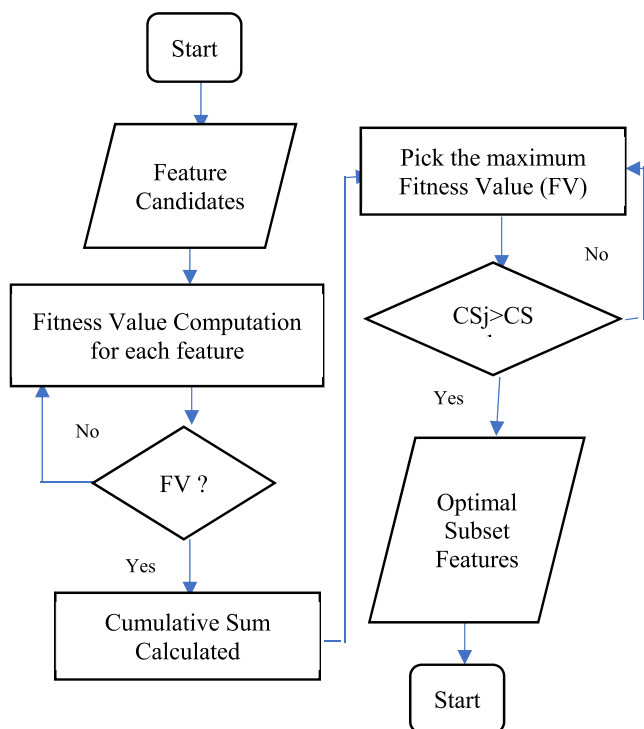 Start
Feature
Candidates
Fitness Value Computation
for each feature
No
FV ?
Yes
Cumulative Sum
Calculated
Pick the maximum
Fitness Value (FV)
No
CSj>CS
Yes
Optimal
Subset
Features
Start